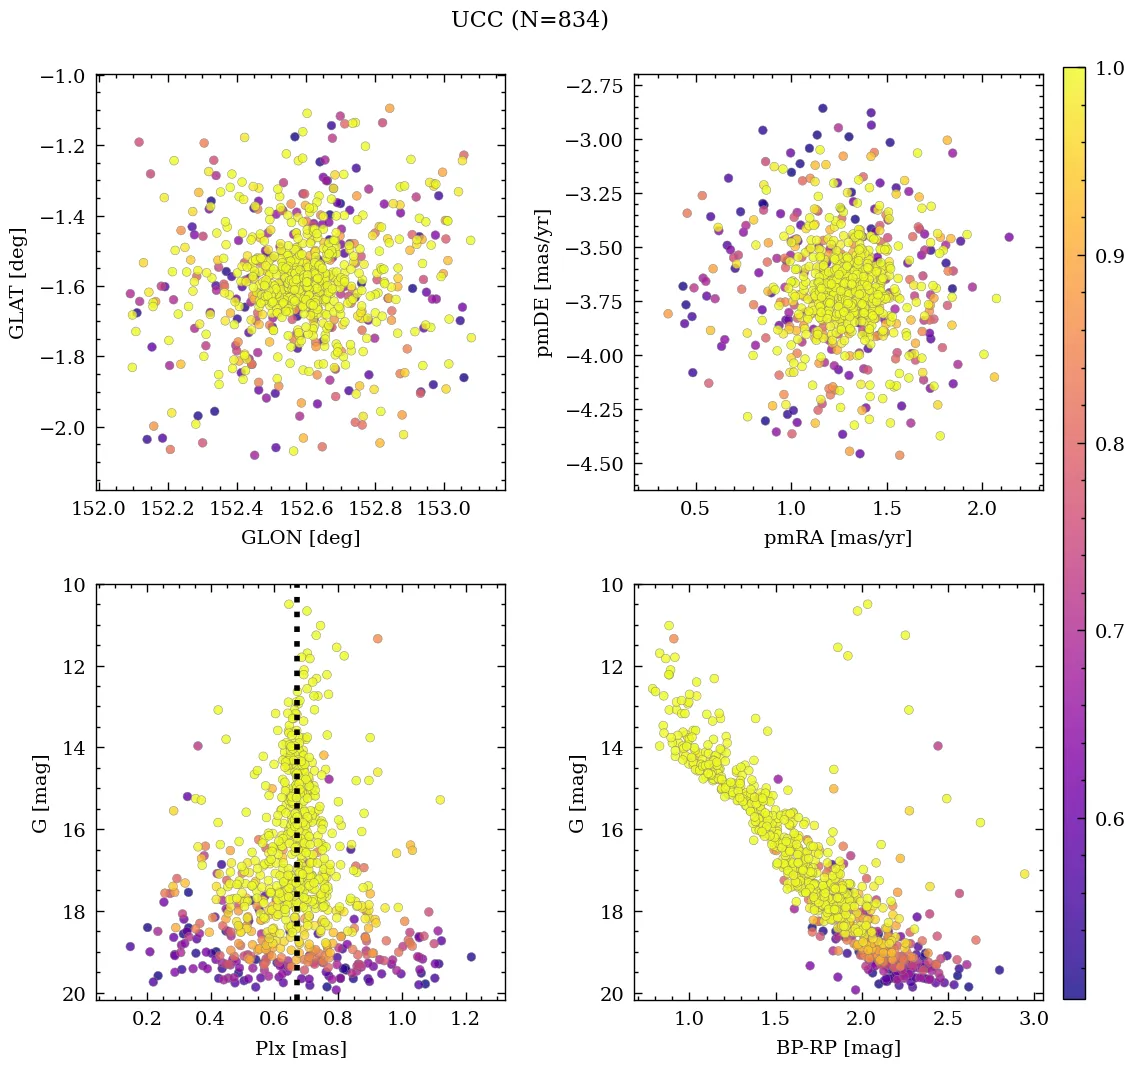 UCC (N=834)
−1.0
−1.2
−1.4
−1.6
−1.8
−2.0
GLAT [deg]
152.0 152.2 152.4 152.6 152.8 153.0
GLON [deg]
−2.75
−3.00
−3.25
−3.50
−3.75
−4.00
−4.25
−4.50
pmDE [mas/yr]
0.5 1.0 1.5 2.0
pmRA [mas/yr]
10
12
14
16
18
20
G [mag]
0.2 0.4 0.6 0.8 1.0 1.2
Plx [mas]
10
12
14
16
18
20
G [mag]
1.0 1.5 2.0 2.5 3.0
BP-RP [mag]
1.0
0.9
0.8
0.7
0.6